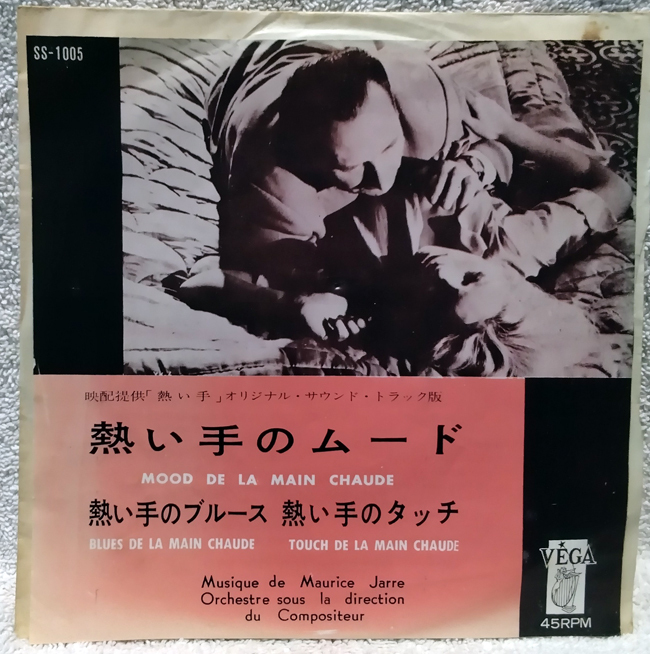 SS-1005
映配提供「熱い手」オリジナル・サウンド・トラック版
熱い手のムード
MOOD DE LA MAIN CHAUDE
熱い手のブルース 熱い手のタッチ
BLUES DE LA MAIN CHAUDE TOUCH DE LA MAIN CHAUDE
Musique de Maurice Jarre
Orchestre sous la direction
du Compositeur
VÉGA
45RPM